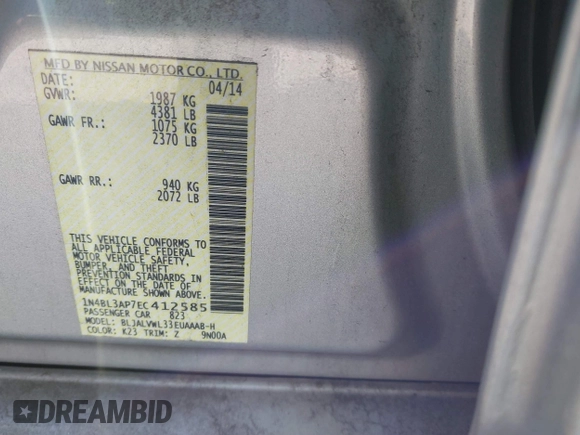 MFD BY NISSAN MOTOR CO., LTD.
DATE: 04/14
GVWR: 1987 KG
4381 LB
GAWR FR.: 1075 KG
2370 LB
GAWR RR.: 940 KG
2072 LB
THIS VEHICLE CONFORMS TO
ALL APPLICABLE FEDERAL
MOTOR VEHICLE SAFETY,
BUMPER, AND THEFT
PREVENTION STANDARDS IN
EFFECT ON THE DATE OF
MANUFACTURE SHOWN ABOVE.
1N4BL3AP7EC412585
PASSENGER CAR 823
MODEL: BLJALVWL33EUAAAB-H
COLOR: K23 TRIM: Z 9N00A
DREAMBID